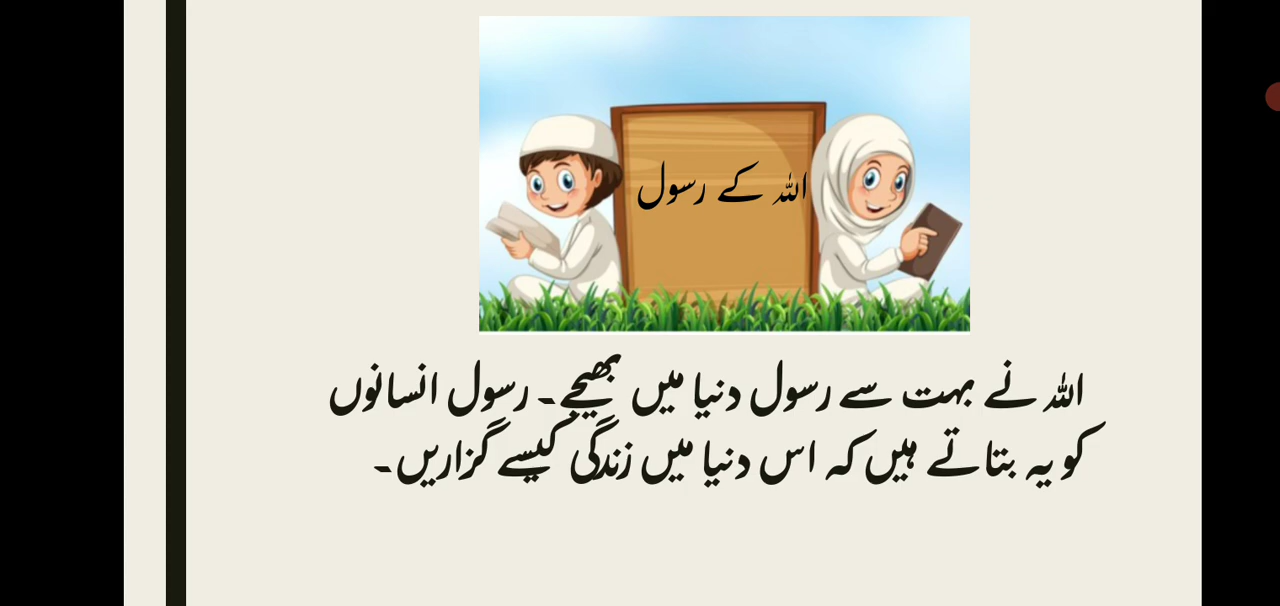 اللہ کے رسول
اللہ نے بہت سے رسول دنیا میں بھیجے۔ رسول انسانوں
کو یہ بتاتے ہیں کہ اس دنیا میں زندگی کیسے گزاریں۔